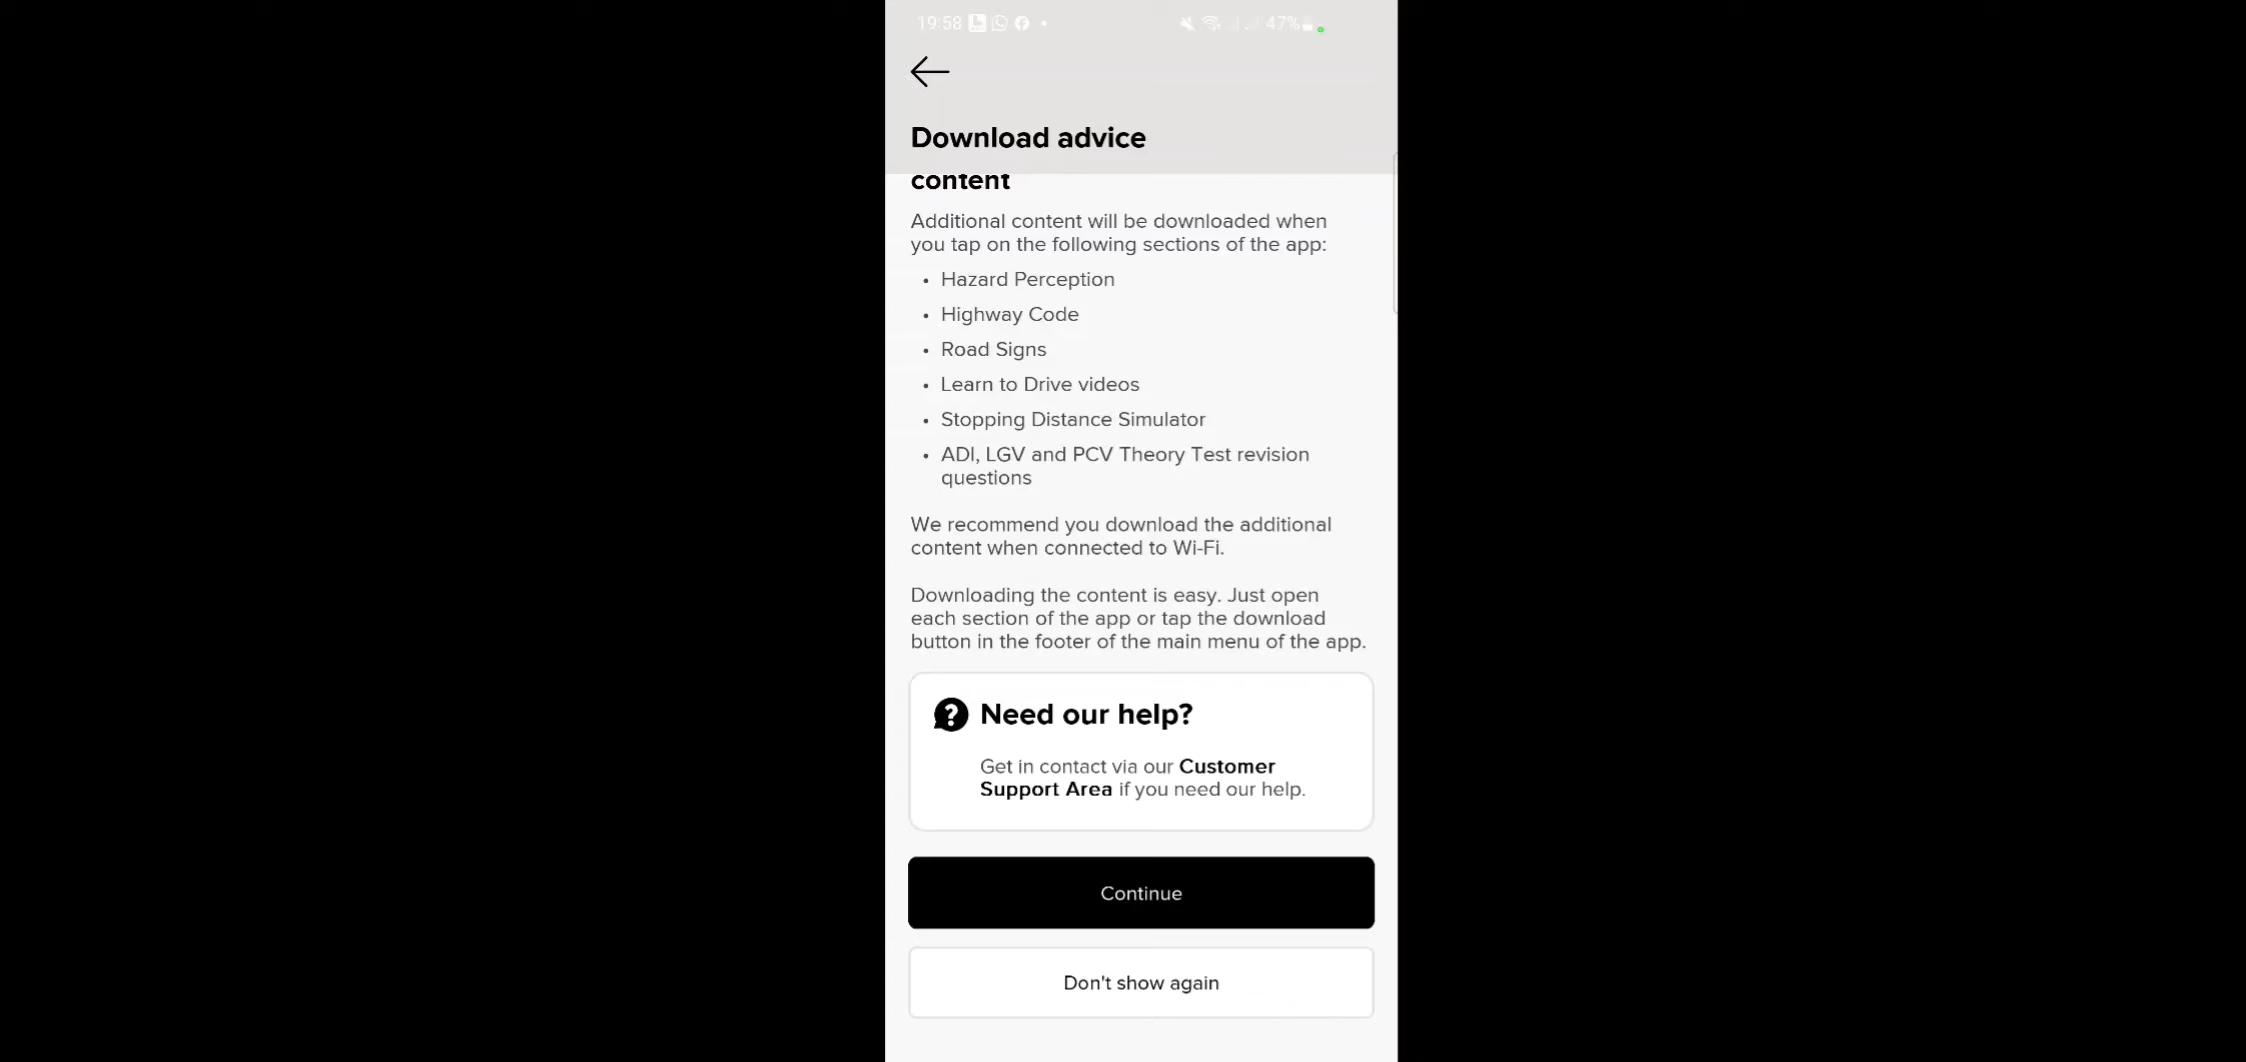 19:58
47%
Download advice
content
Additional content will be downloaded when
you tap on the following sections of the app:
• Hazard Perception
• Highway Code
• Road Signs
• Learn to Drive videos
• Stopping Distance Simulator
• ADI, LGV and PCV Theory Test revision
questions
We recommend you download the additional
content when connected to Wi-Fi.
Downloading the content is easy. Just open
each section of the app or tap the download
button in the footer of the main menu of the app.
Need our help?
Get in contact via our Customer
Support Area if you need our help.
Continue
Don't show again